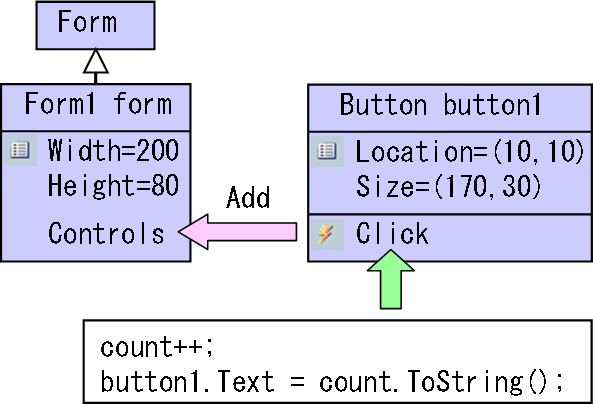 Form
Form1 form
Width=200
Height=80
Controls
Add
Button button1
Location=(10,10)
Size=(170,30)
Click
count++;
button1.Text = count.ToString();